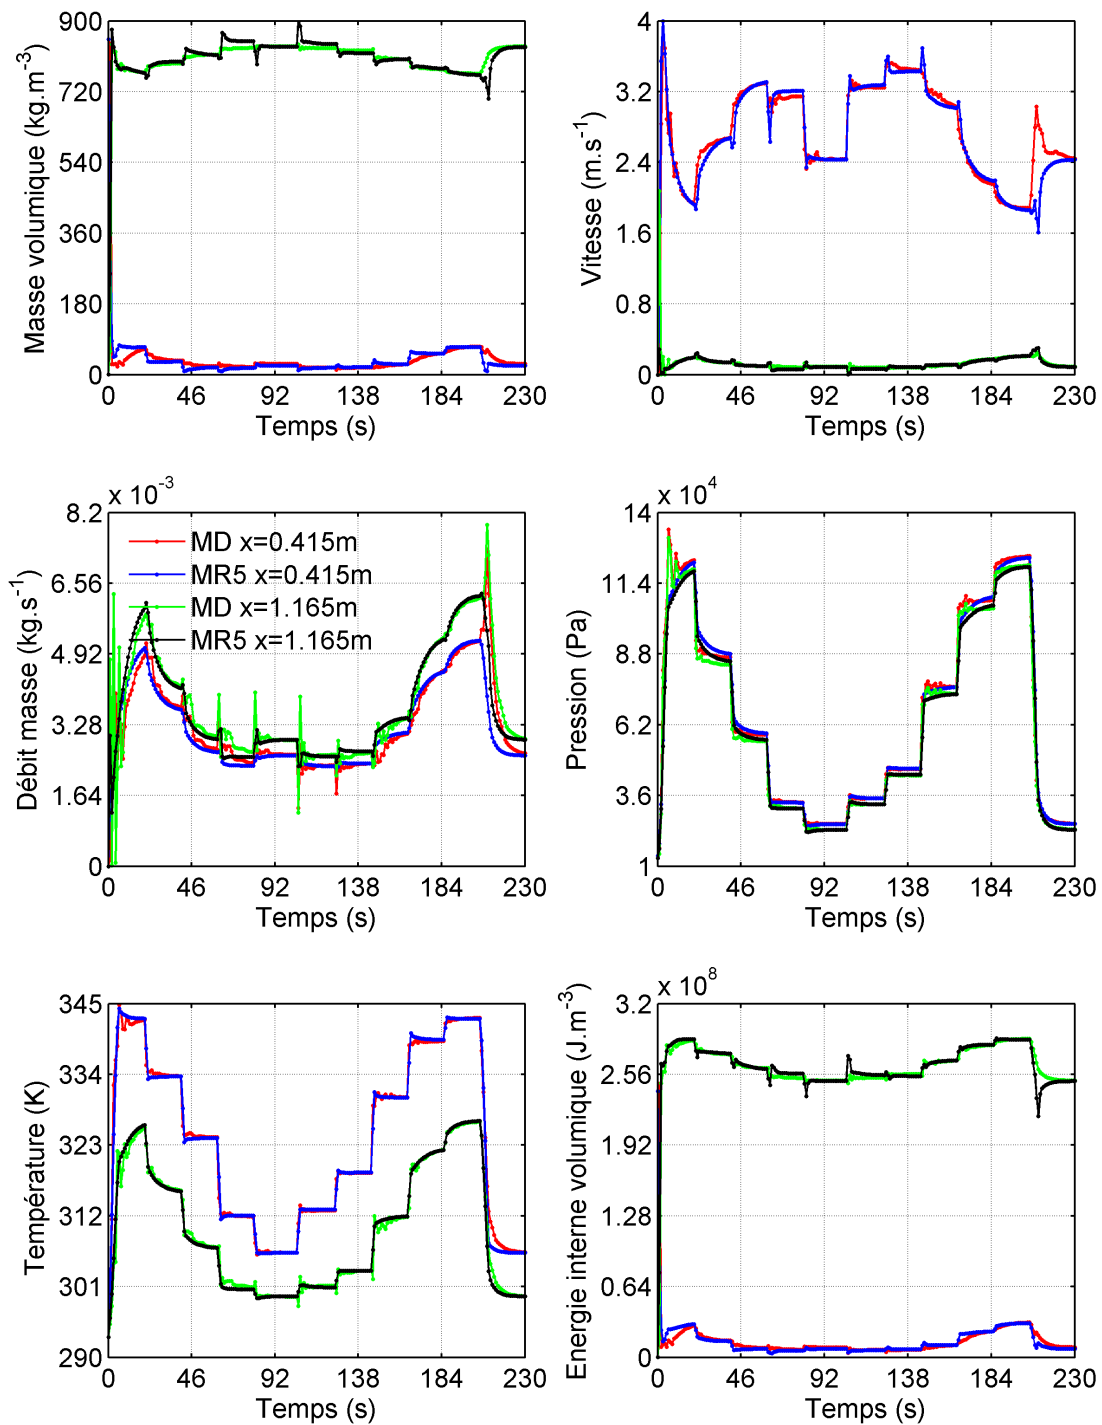 Masse volumique (kg.m⁻³)
900
720
540
360
180
0
0 46 92 138 184 230
Temps (s)
Vitesse (m.s⁻¹)
4
3.2
2.4
1.6
0.8
0
0 46 92 138 184 230
Temps (s)
x 10⁻³
Débit masse (kg.s⁻¹)
8.2
6.56
4.92
3.28
1.64
0
MD x=0.415m
MR5 x=0.415m
MD x=1.165m
MR5 x=1.165m
0 46 92 138 184 230
Temps (s)
x 10⁴
Pression (Pa)
14
11.4
8.8
6.2
3.6
1
0 46 92 138 184 230
Temps (s)
Température (K)
345
334
323
312
301
290
0 46 92 138 184 230
Temps (s)
x 10⁸
Energie interne volumique (J.m⁻³)
3.2
2.56
1.92
1.28
0.64
0
0 46 92 138 184 230
Temps (s)